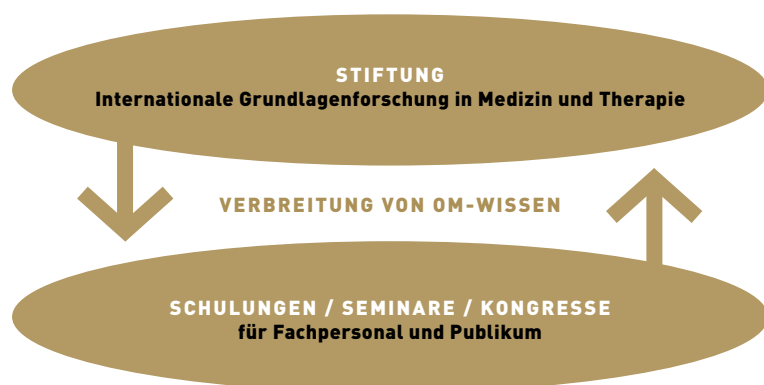 STIFTUNG
Internationale Grundlagenforschung in Medizin und Therapie
VERBREITUNG VON OM-WISSEN
SCHULUNGEN / SEMINARE / KONGRESSE
für Fachpersonal und Publikum